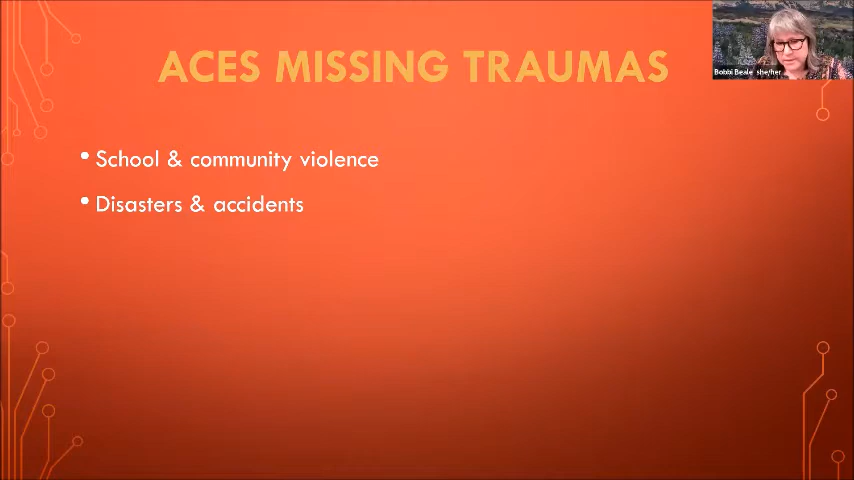 ACES MISSING TRAUMAS
Bobbi Beale she/her
• School & community violence
• Disasters & accidents